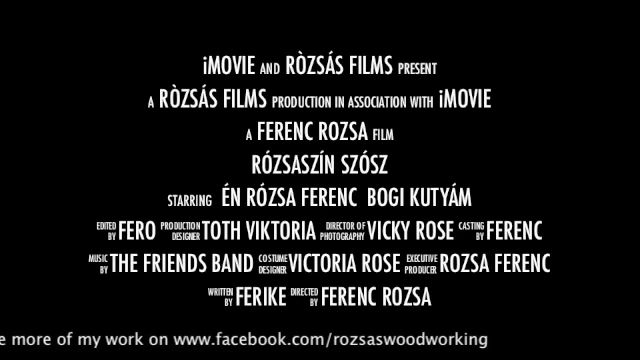 iMOVIE AND RÒZSÁS FILMS PRESENT
A RÒZSÁS FILMS PRODUCTION IN ASSOCIATION WITH iMOVIE
A FERENC ROZSA FILM
RÓZSASZÍN SZÓSZ
STARRING ÉN RÓZSA FERENC BOGI KUTYÁM
EDITED BY FERO PRODUCTION DESIGNER TOTH VIKTORIA DIRECTOR OF PHOTOGRAPHY VICKY ROSE CASTING BY FERENC
MUSIC BY THE FRIENDS BAND COSTUME DESIGNER VICTORIA ROSE EXECUTIVE PRODUCER ROZSA FERENC
WRITTEN BY FERIKE DIRECTED BY FERENC ROZSA
e more of my work on www.facebook.com/rozsaswoodworking